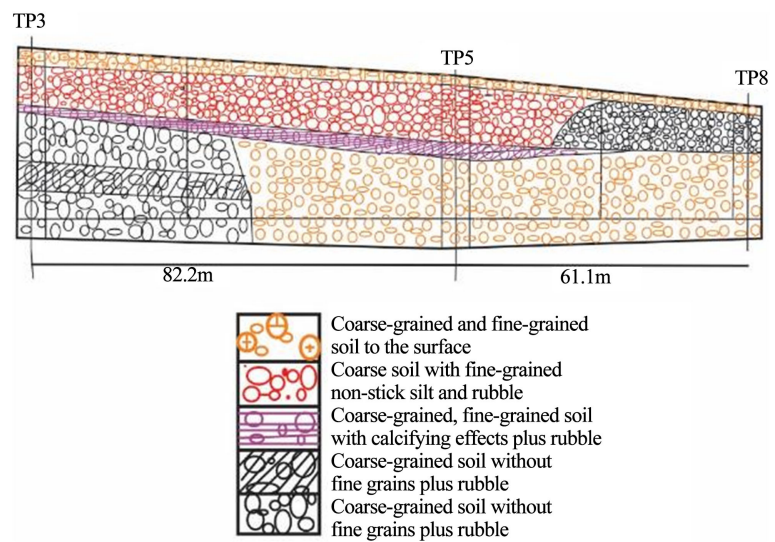 TP3
TP5
TP8
82.2m
61.1m
Coarse-grained and fine-grained
soil to the surface
Coarse soil with fine-grained
non-stick silt and rubble
Coarse-grained, fine-grained soil
with calcifying effects plus rubble
Coarse-grained soil without
fine grains plus rubble
Coarse-grained soil without
fine grains plus rubble